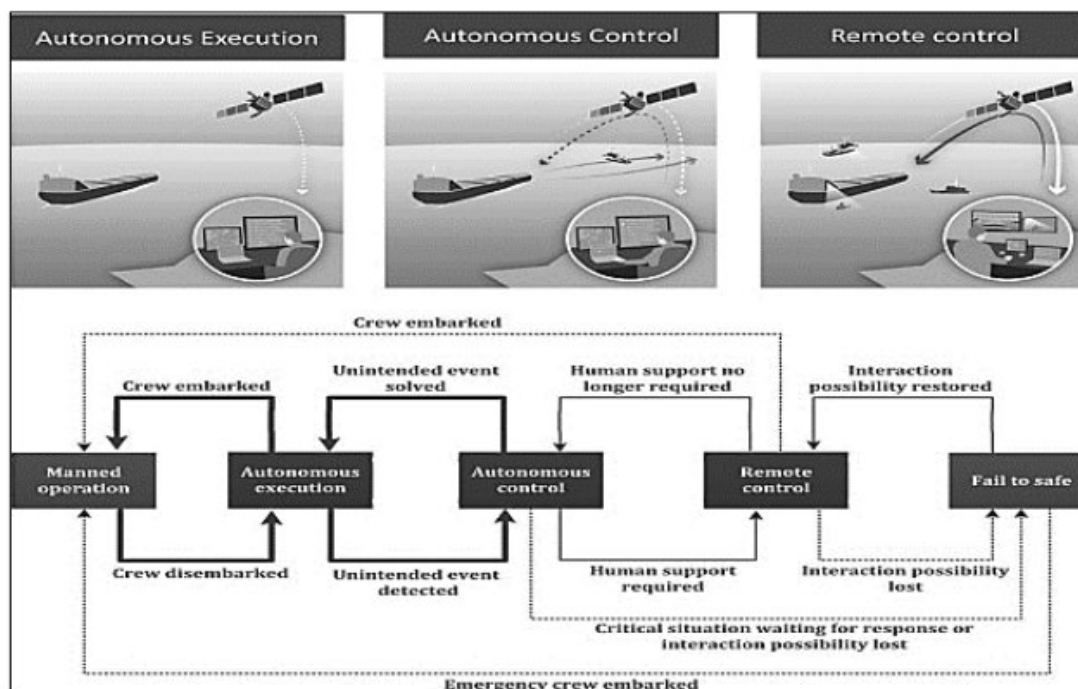 Autonomous Execution
Autonomous Control
Remote control
Crew embarked
Crew embarked
Unintended event
solved
Human support no
longer required
Interaction
possibility restored
Manned
operation
Autonomous
execution
Autonomous
control
Remote
control
Fail to safe
Crew disembarked
Unintended event
detected
Human support
required
Interaction possibility
lost
Critical situation waiting for response or
interaction possibility lost
Emergency crew embarked